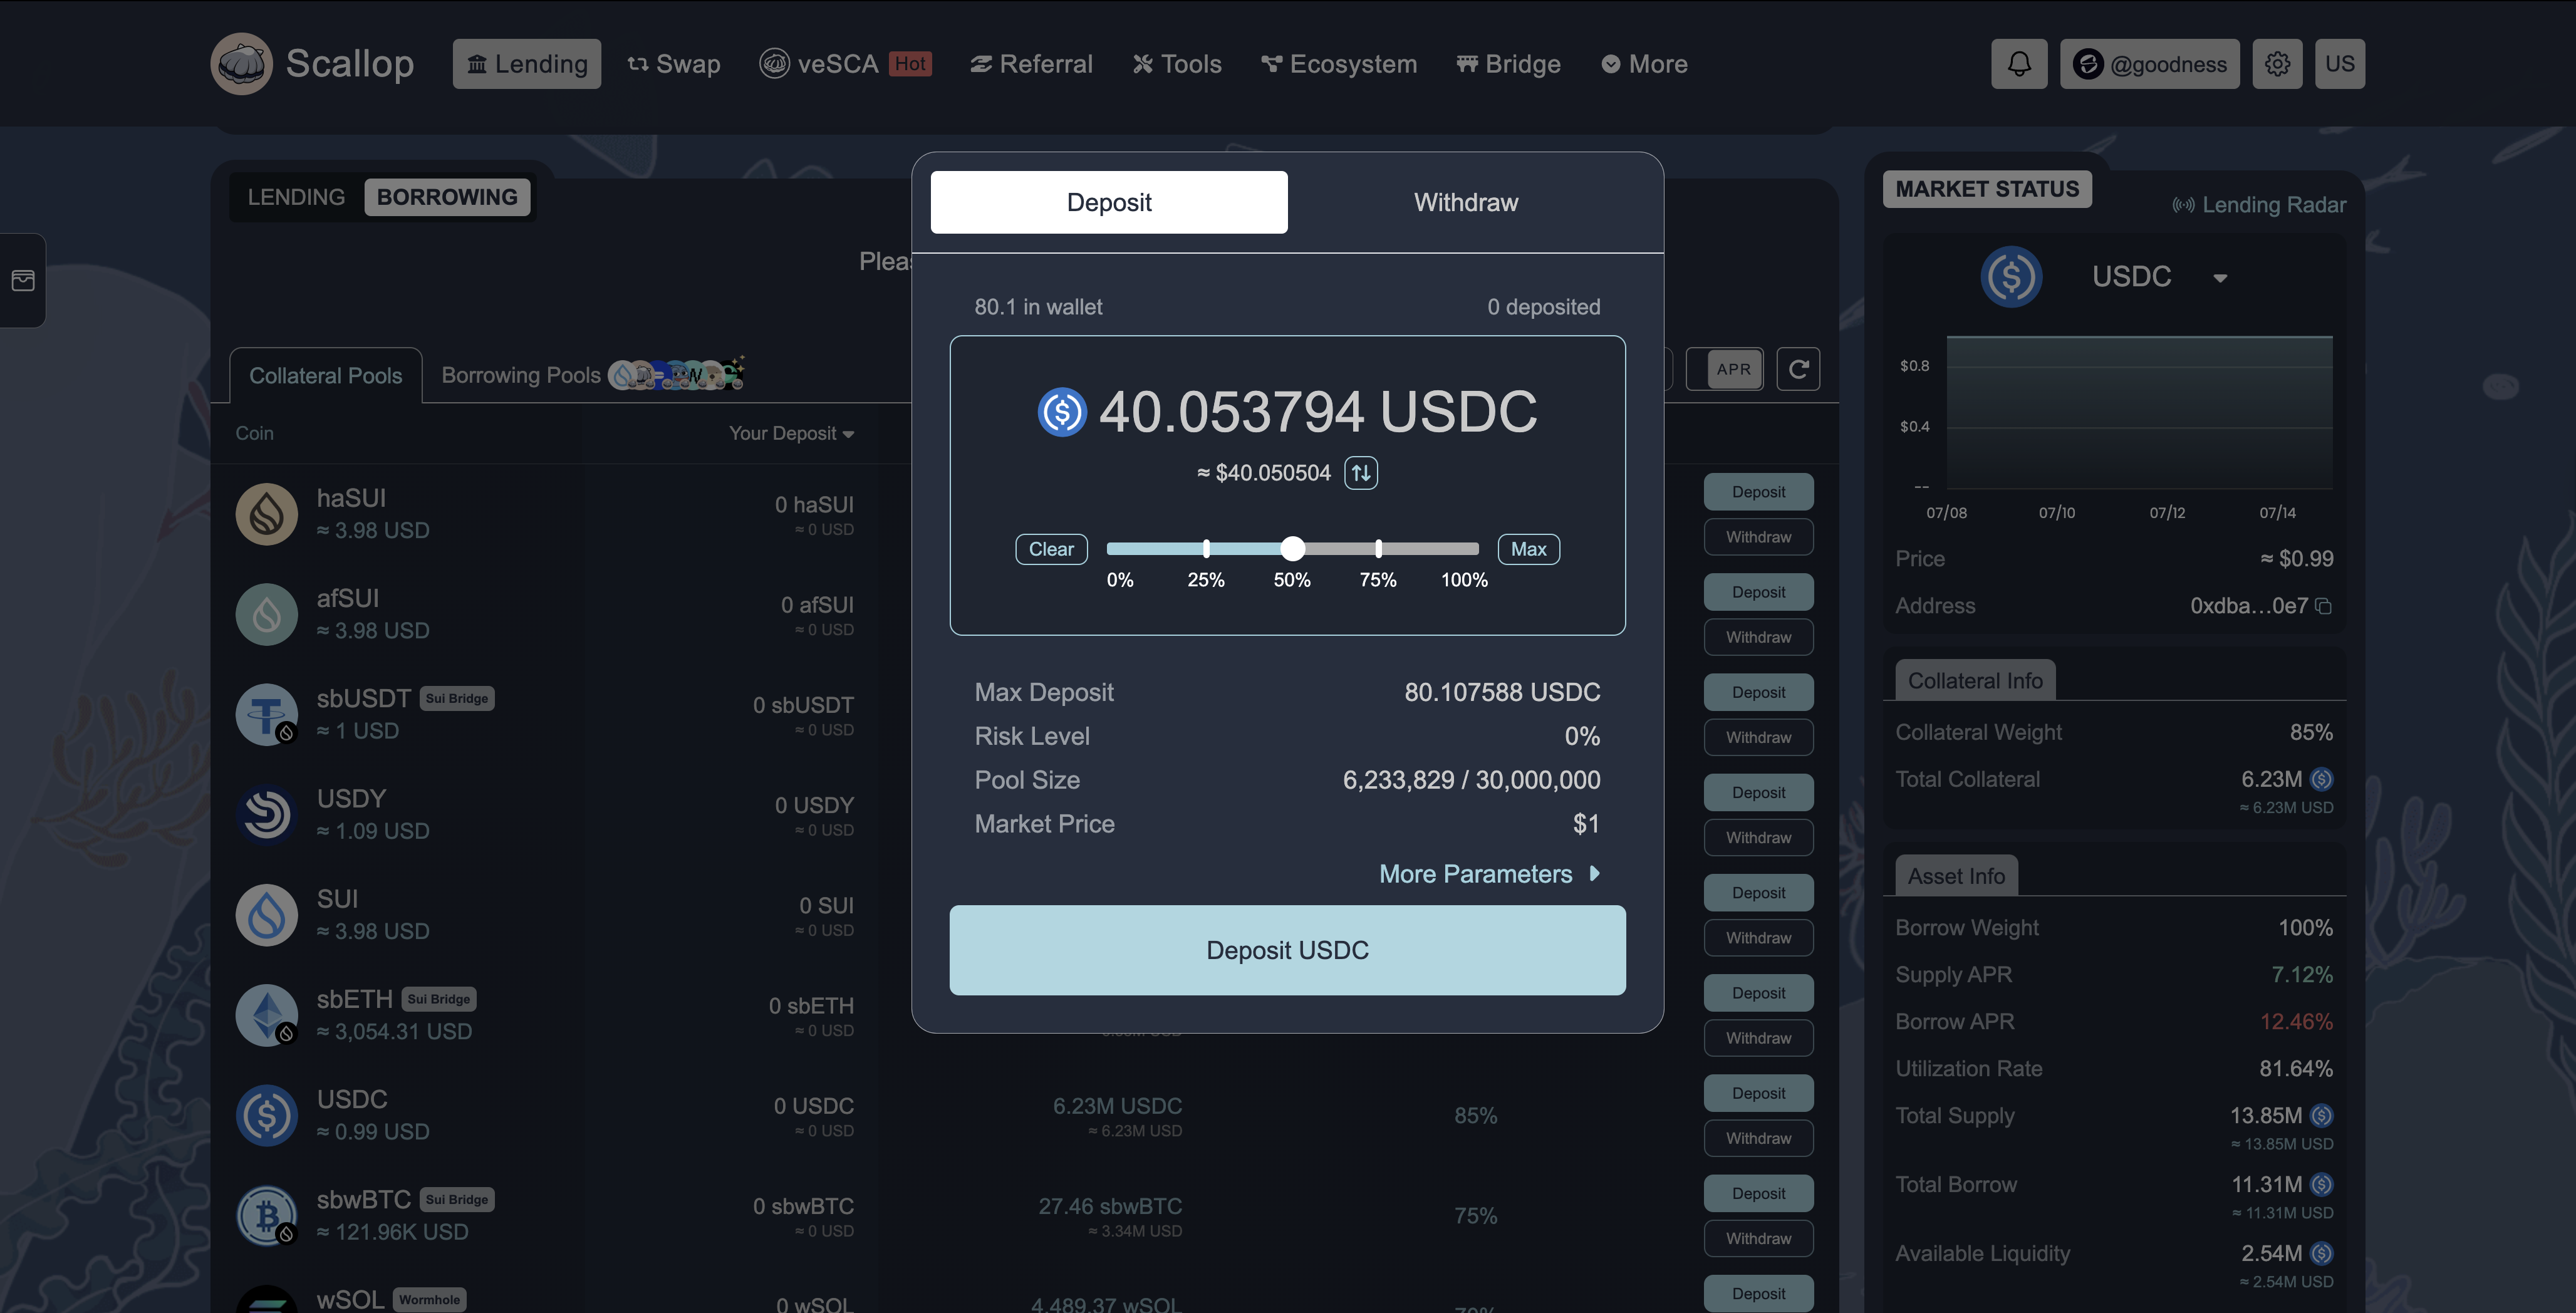 Scallop
Lending
Swap
veSCA Hot
Referral
Tools
Ecosystem
Bridge
More
@goodness
US
LENDING
BORROWING
Collateral Pools
Borrowing Pools
APR
Coin
Your Deposit
haSUI
≈ 3.98 USD
0 haSUI
≈ 0 USD
Deposit
Withdraw
afSUI
≈ 3.98 USD
0 afSUI
≈ 0 USD
Deposit
Withdraw
sbUSDT Sui Bridge
≈ 1 USD
0 sbUSDT
≈ 0 USD
Deposit
Withdraw
USDY
≈ 1.09 USD
0 USDY
≈ 0 USD
Deposit
Withdraw
SUI
≈ 3.98 USD
0 SUI
≈ 0 USD
Deposit
Withdraw
sbETH Sui Bridge
≈ 3,054.31 USD
0 sbETH
≈ 0 USD
Deposit
Withdraw
USDC
≈ 0.99 USD
0 USDC
≈ 0 USD
6.23M USDC
≈ 6.23M USD
85%
Deposit
Withdraw
sbwBTC Sui Bridge
≈ 121.96K USD
0 sbwBTC
≈ 0 USD
27.46 sbwBTC
≈ 3.34M USD
75%
Deposit
Withdraw
wSOL Wormhole
0 wSOL
4,489.37 wSOL
Deposit
Deposit
Withdraw
80.1 in wallet
0 deposited
40.053794 USDC
≈ $40.050504
Clear
Max
0% 25% 50% 75% 100%
Max Deposit 80.107588 USDC
Risk Level 0%
Pool Size 6,233,829 / 30,000,000
Market Price $1
More Parameters
Deposit USDC
MARKET STATUS
Lending Radar
USDC
$0.8
$0.4
--
07/08 07/10 07/12 07/14
Price ≈ $0.99
Address 0xdba...0e7
Collateral Info
Collateral Weight 85%
Total Collateral 6.23M
≈ 6.23M USD
Asset Info
Borrow Weight 100%
Supply APR 7.12%
Borrow APR 12.46%
Utilization Rate 81.64%
Total Supply 13.85M
≈ 13.85M USD
Total Borrow 11.31M
≈ 11.31M USD
Available Liquidity 2.54M
≈ 2.54M USD